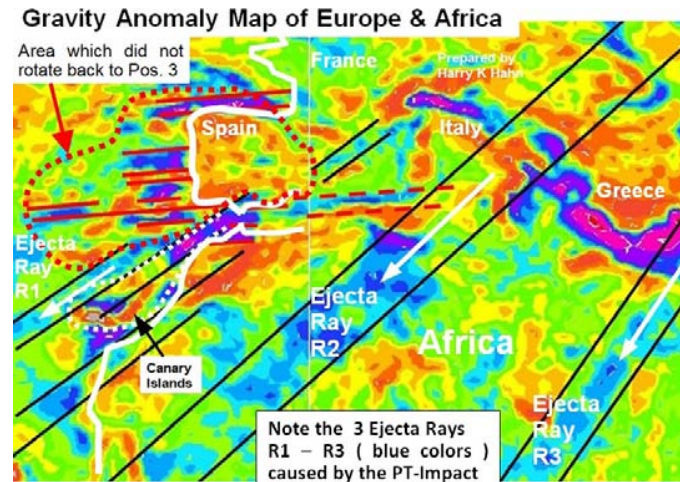 Gravity Anomaly Map of Europe & Africa
Area which did not
rotate back to Pos. 3
France
Prepared by
Harry K Hahn
Spain
Italy
Greece
Ejecta
Ray
R1
Ejecta
Ray
R2
Africa
Canary
Islands
Ejecta
Ray
R3
Note the 3 Ejecta Rays
R1 – R3 ( blue colors )
caused by the PT-Impact